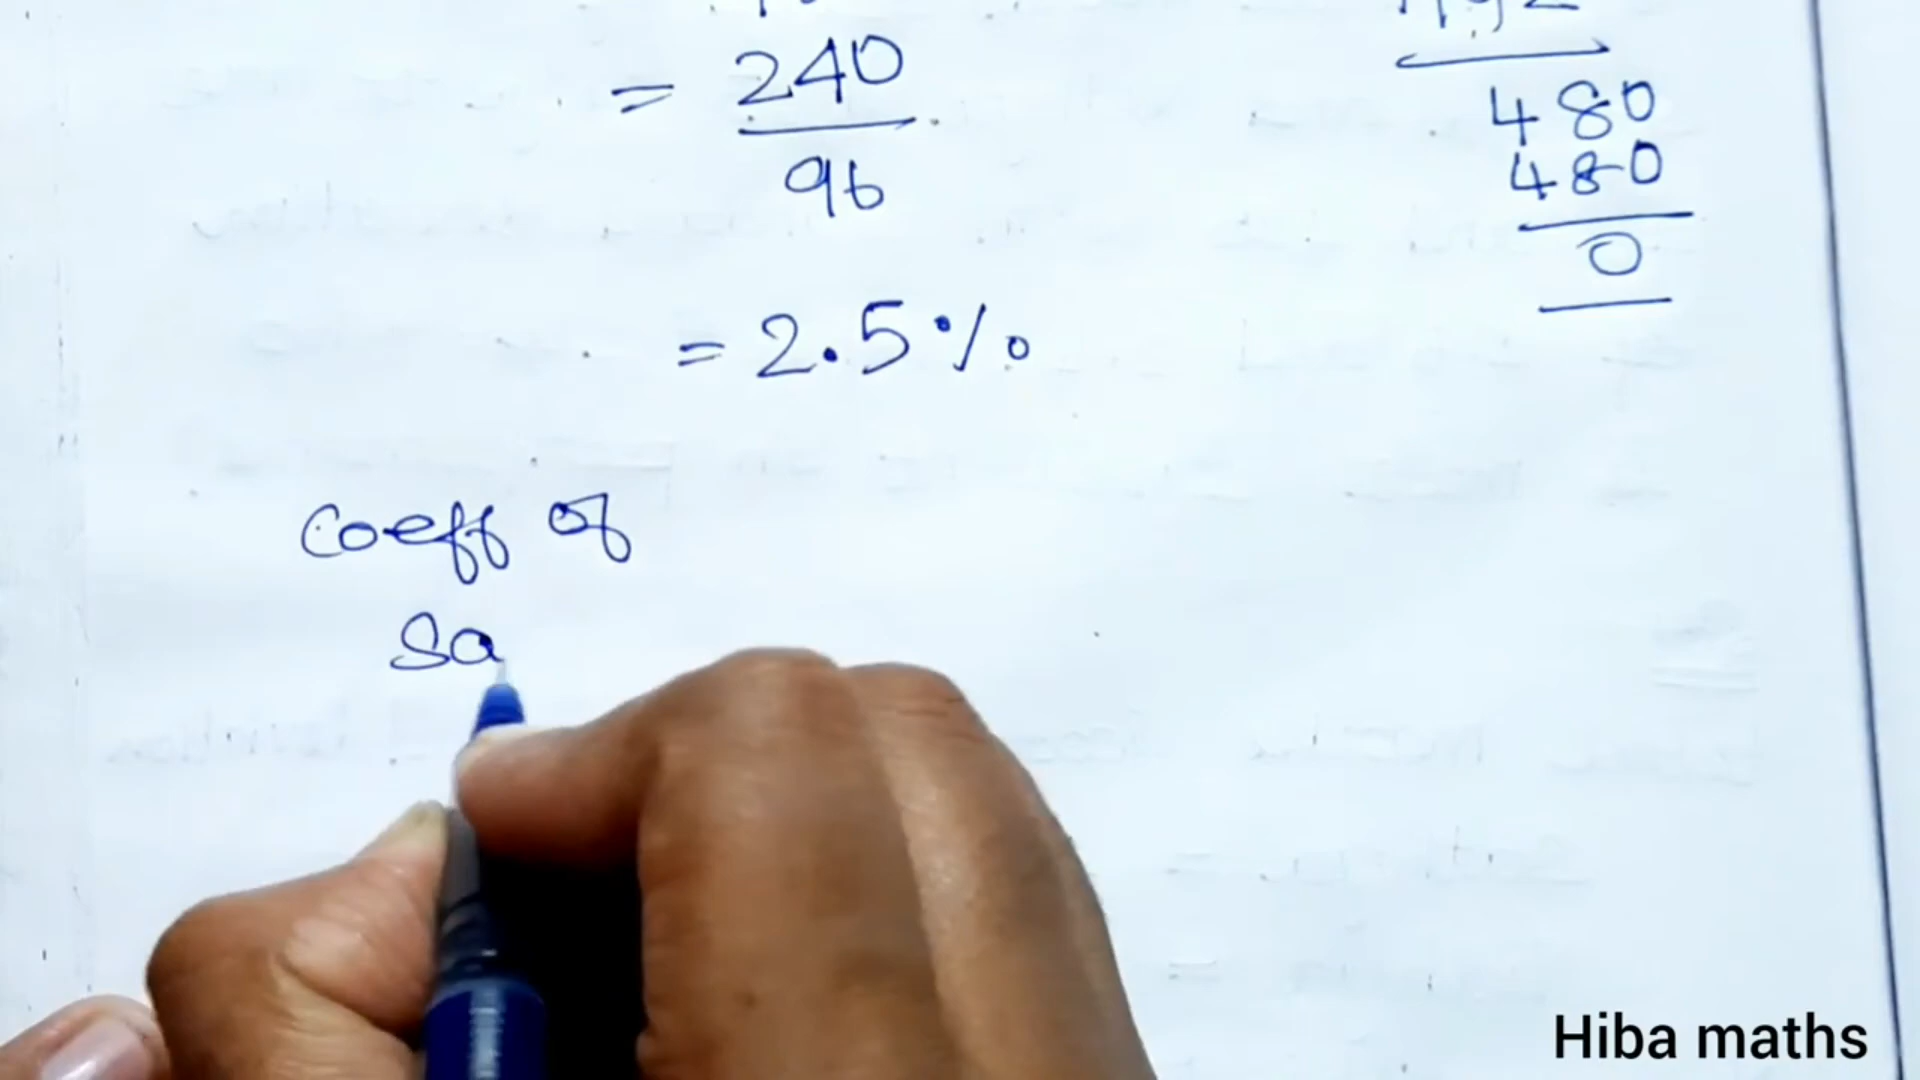 = 240
96
= 2.5%
480
480
0
coeff of
Sa
Hiba maths